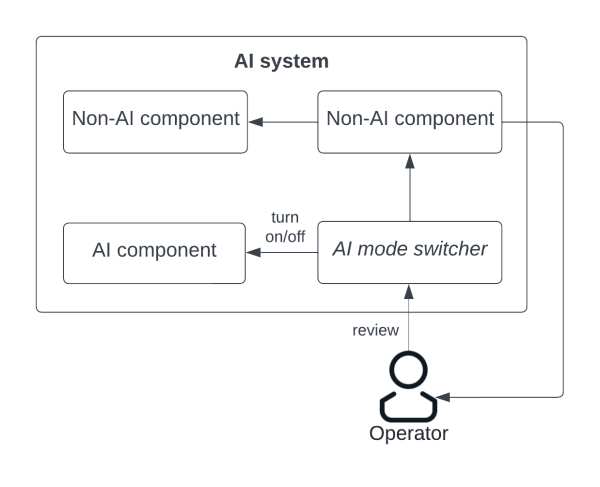 AI system
Non-AI component
Non-AI component
turn
on/off
AI component
AI mode switcher
review
Operator